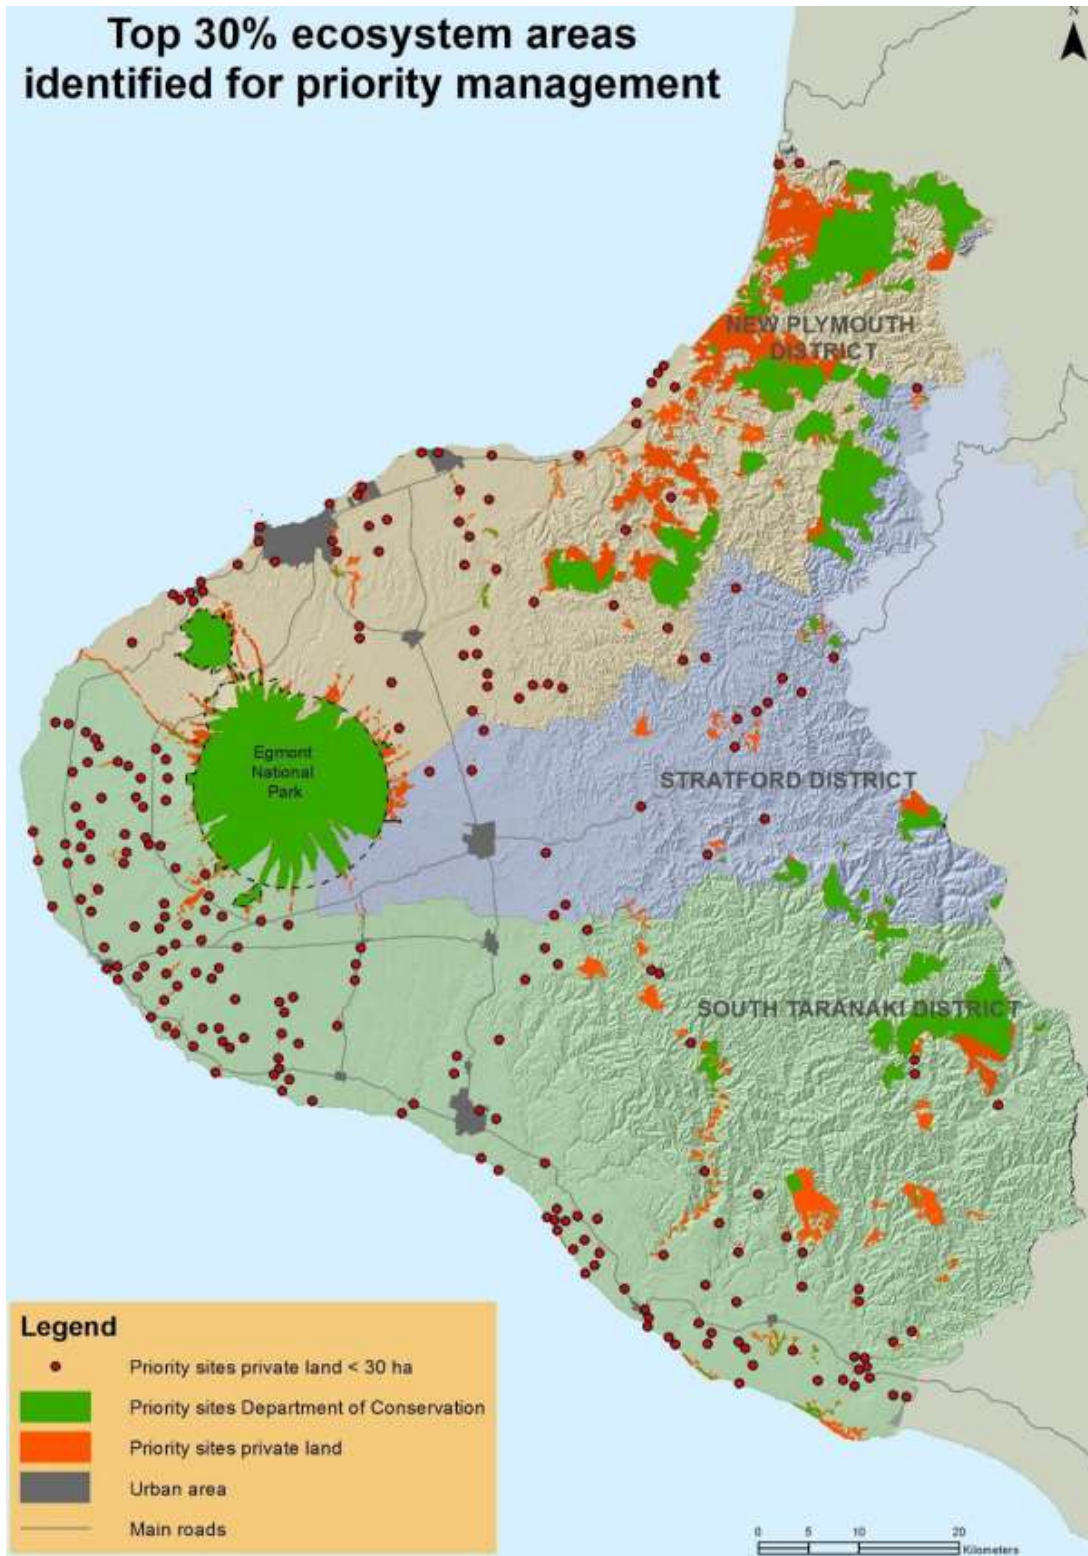 Top 30% ecosystem areas
identified for priority management
N
NEW PLYMOUTH
DISTRICT
Egmont
National
Park
STRATFORD DISTRICT
SOUTH TARANAKI DISTRICT
Legend
Priority sites private land < 30 ha
Priority sites Department of Conservation
Priority sites private land
Urban area
Main roads
0 5 10 20
Kilometers